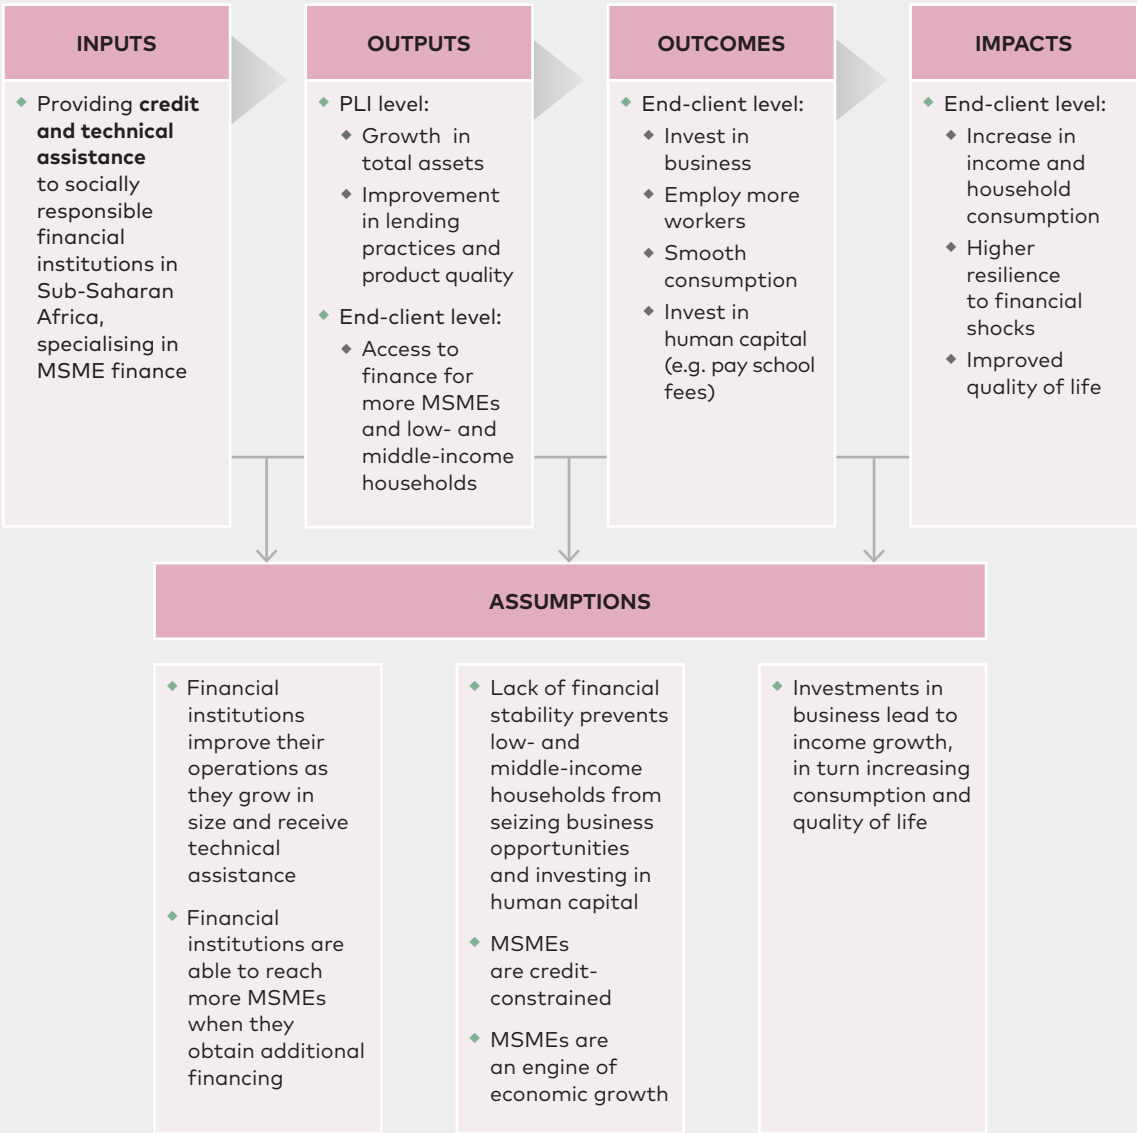 INPUTS
Providing credit
and technical
assistance
to socially
responsible
financial
institutions in
Sub-Saharan
Africa,
specialising in
MSME finance
OUTPUTS
PLI level:
Growth in
total assets
Improvement
in lending
practices and
product quality
End-client level:
Access to
finance for
more MSMEs
and low- and
middle-income
households
OUTCOMES
End-client level:
Invest in
business
Employ more
workers
Smooth
consumption
Invest in
human capital
(e.g. pay school
fees)
IMPACTS
End-client level:
Increase in
income and
household
consumption
Higher
resilience
to financial
shocks
Improved
quality of life
ASSUMPTIONS
Financial
institutions
improve their
operations as
they grow in
size and receive
technical
assistance
Financial
institutions are
able to reach
more MSMEs
when they
obtain additional
financing
Lack of financial
stability prevents
low- and
middle-income
households from
seizing business
opportunities
and investing in
human capital
MSMEs
are credit-
constrained
MSMEs are
an engine of
economic growth
Investments in
business lead to
income growth,
in turn increasing
consumption and
quality of life